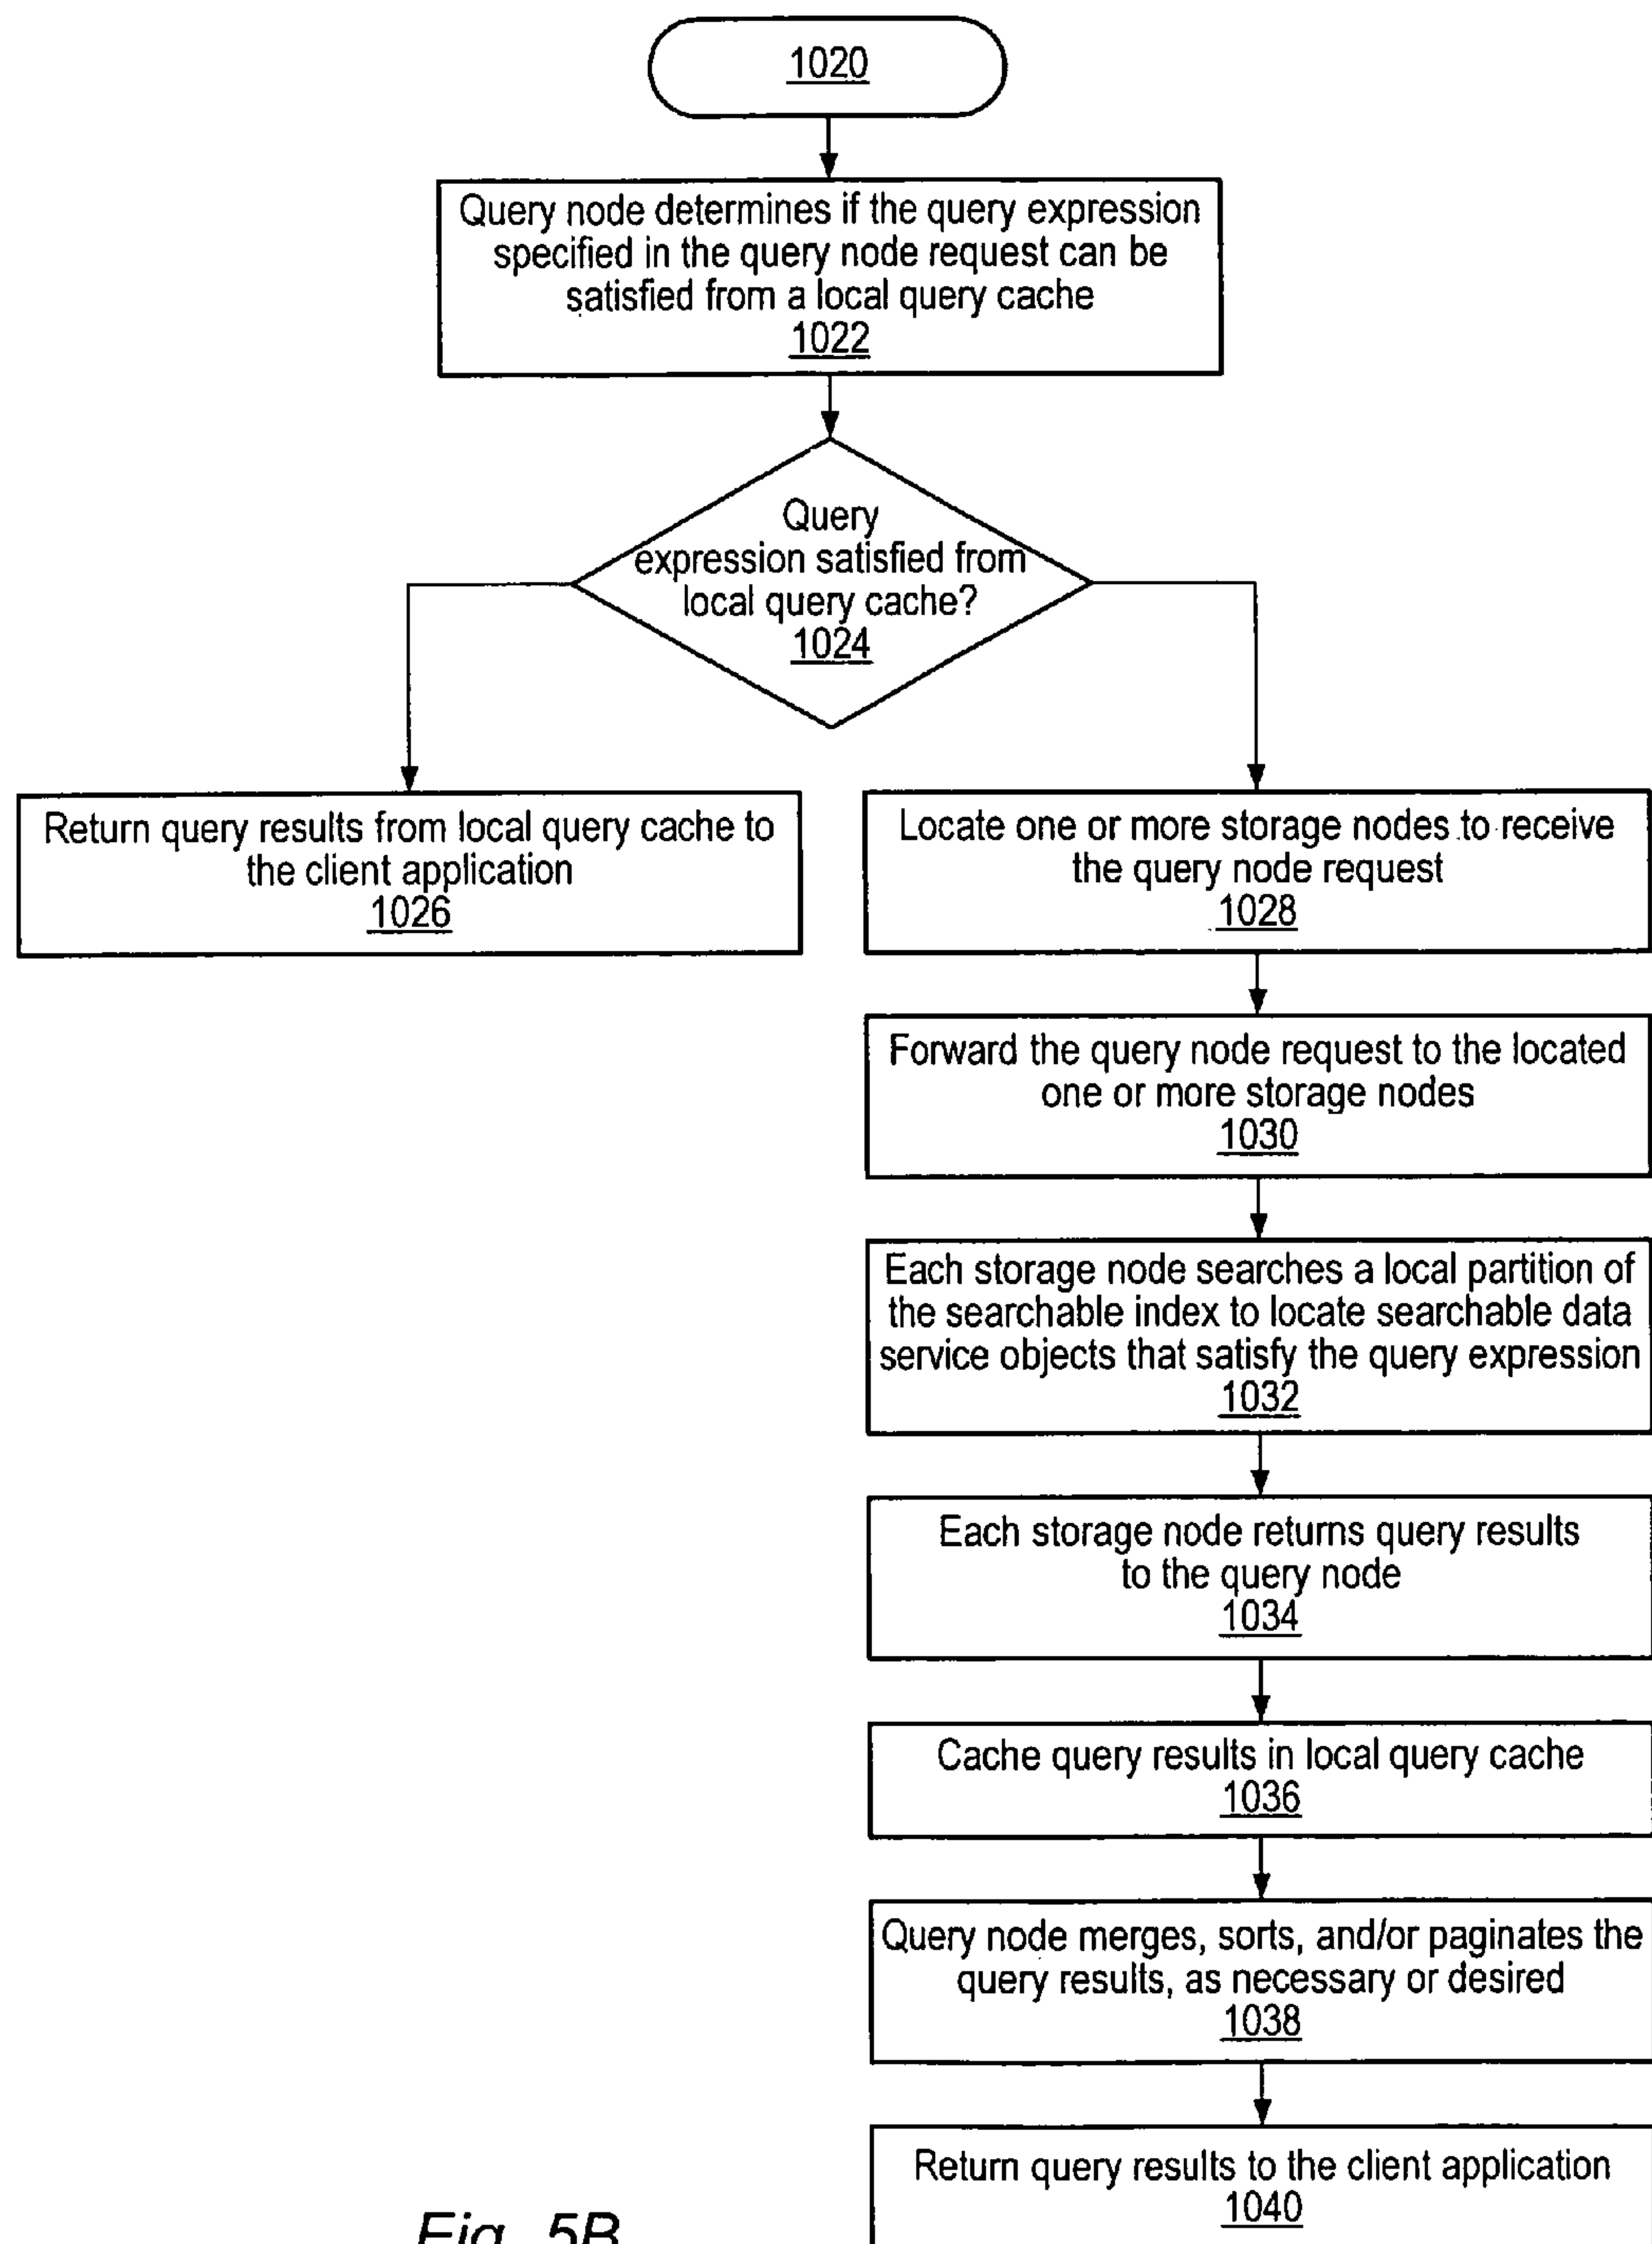 1020
Query node determines if the query expression
specified in the query node request can be
satisfied from a local query cache
1022
Query
expression satisfied from
local query cache?
1024
Return query results from local query cache to
the client application
1026
Locate one or more storage nodes to receive
the query node request
1028
Forward the query node request to the located
one or more storage nodes
1030
Each storage node searches a local partition of
the searchable index to locate searchable data
service objects that satisfy the query expression
1032
Each storage node returns query results
to the query node
1034
Cache query results in local query cache
1036
Query node merges, sorts, and/or paginates the
query results, as necessary or desired
1038
Return query results to the client application
1040
Fig. 5B